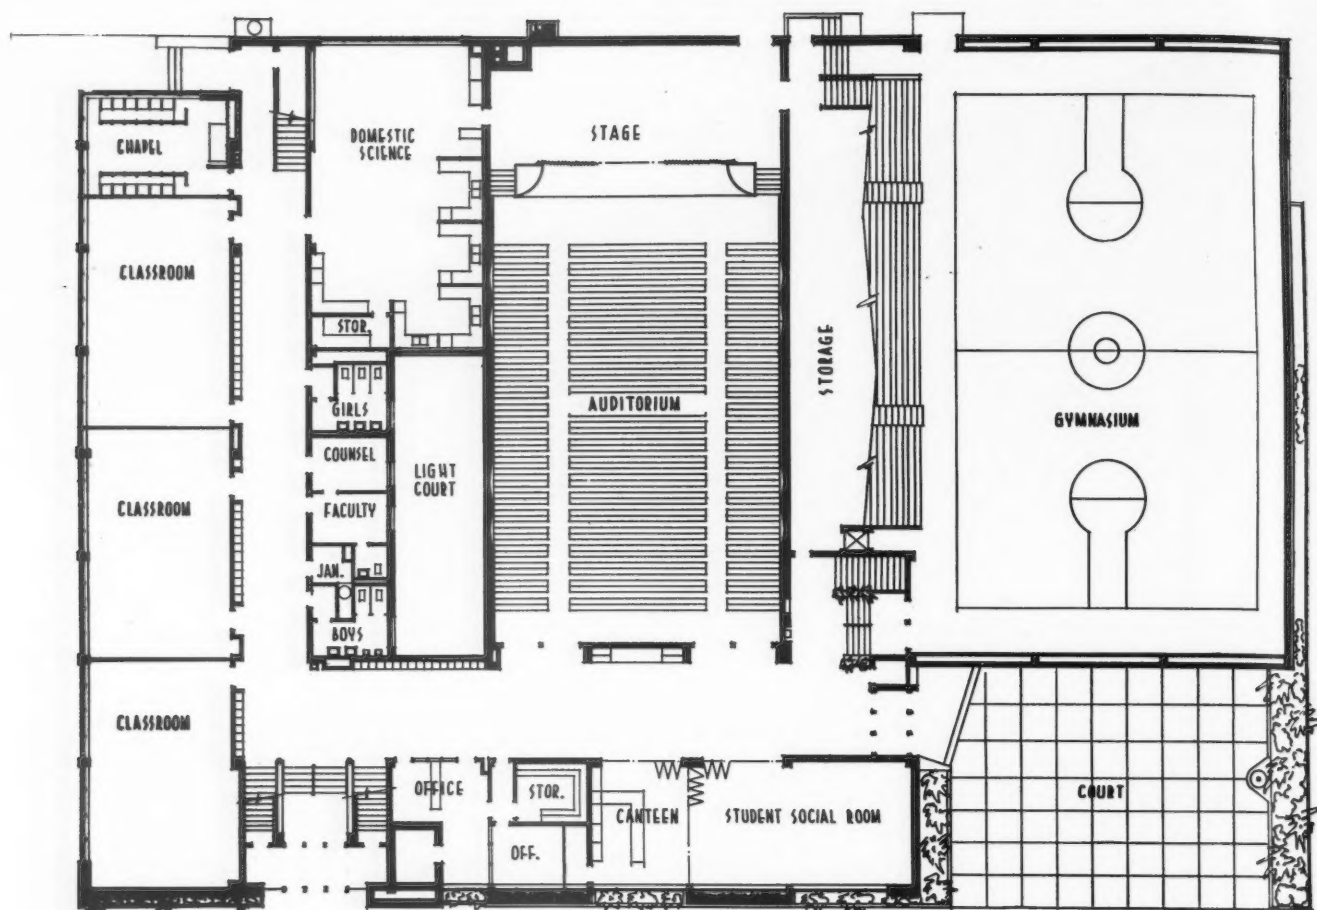 CHAPEL
DOMESTIC
SCIENCE
STAGE
CLASSROOM
STOR.
STORAGE
GIRLS
AUDITORIUM
GYMNASIUM
COUNSEL
LIGHT
COURT
CLASSROOM
FACULTY
JAN.
BOYS
CLASSROOM
OFFICE
STOR.
CANTEEN
STUDENT SOCIAL ROOM
COURT
OFF.